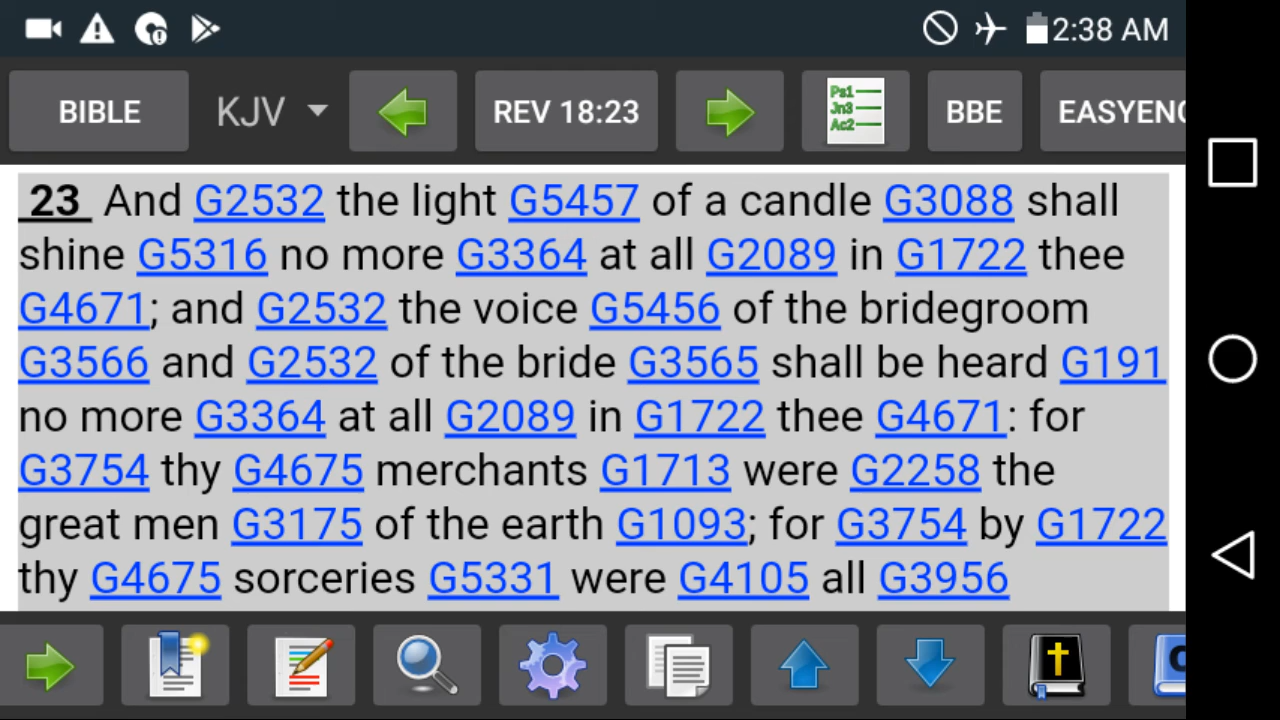 2:38 AM
BIBLE KJV REV 18:23 Ps1 Jn3 Ac2 BBE EASYENG
23 And G2532 the light G5457 of a candle G3088 shall
shine G5316 no more G3364 at all G2089 in G1722 thee
G4671; and G2532 the voice G5456 of the bridegroom
G3566 and G2532 of the bride G3565 shall be heard G191
no more G3364 at all G2089 in G1722 thee G4671: for
G3754 thy G4675 merchants G1713 were G2258 the
great men G3175 of the earth G1093; for G3754 by G1722
thy G4675 sorceries G5331 were G4105 all G3956